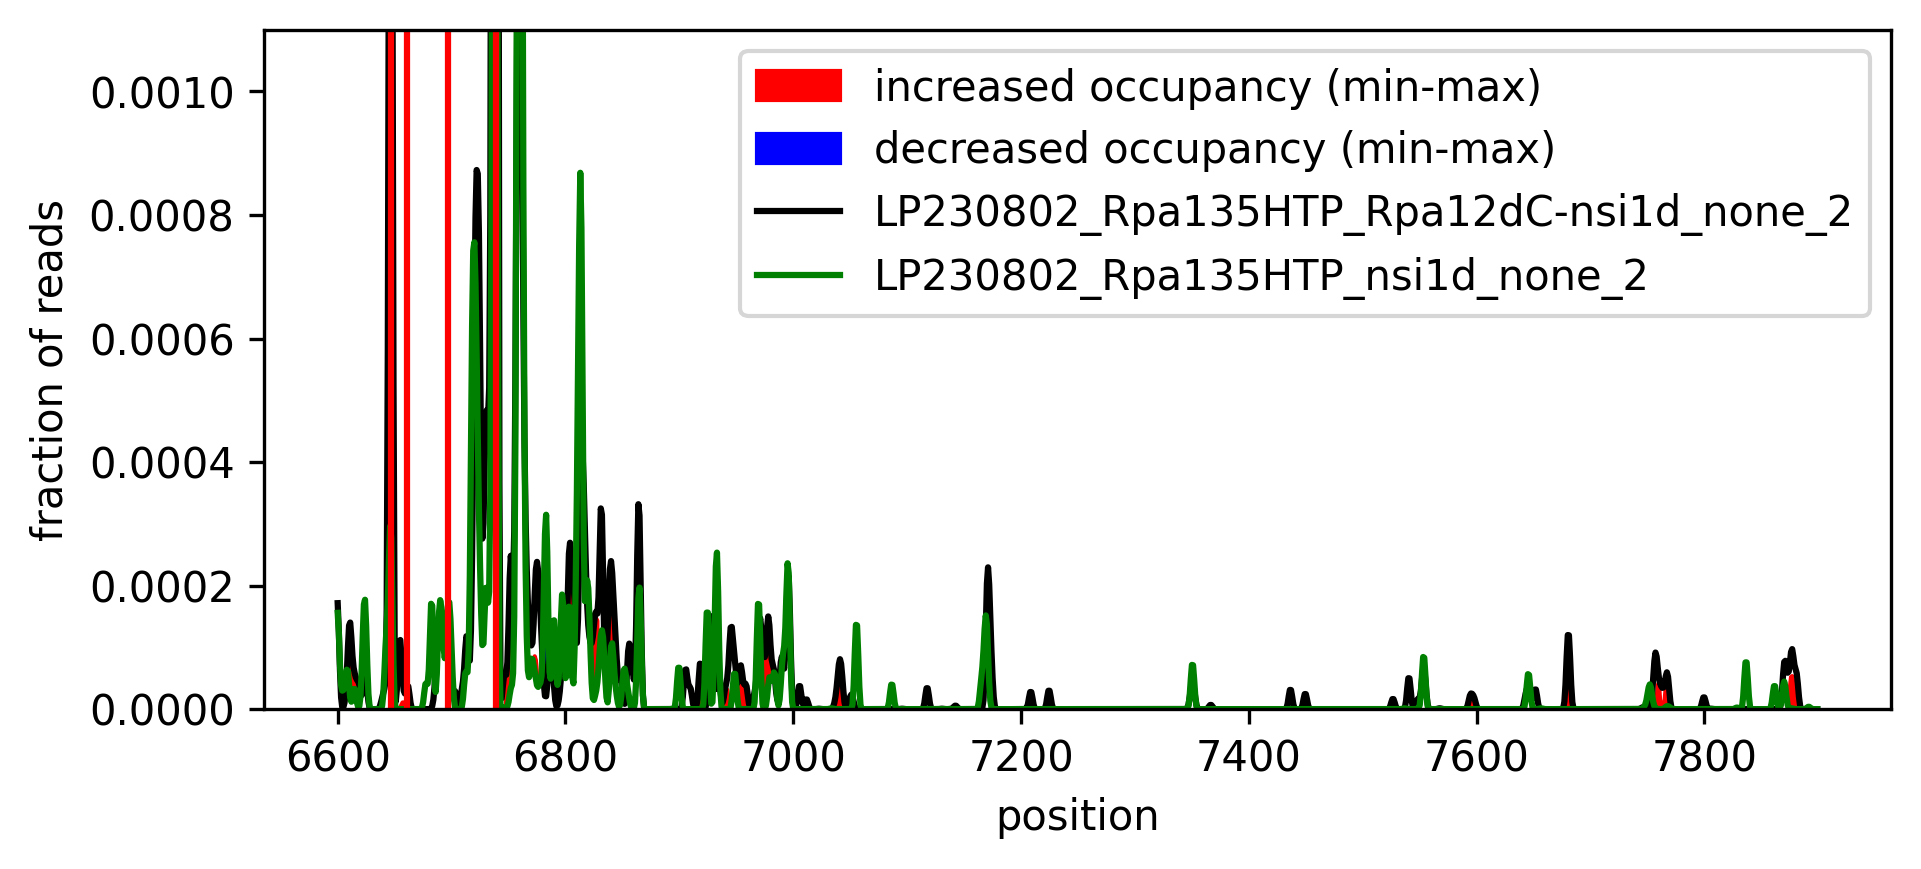 0.0010
0.0008
0.0006
0.0004
0.0002
0.0000
fraction of reads
increased occupancy (min-max)
decreased occupancy (min-max)
LP230802_Rpa135HTP_Rpa12dC-nsi1d_none_2
LP230802_Rpa135HTP_nsi1d_none_2
6600 6800 7000 7200 7400 7600 7800
position